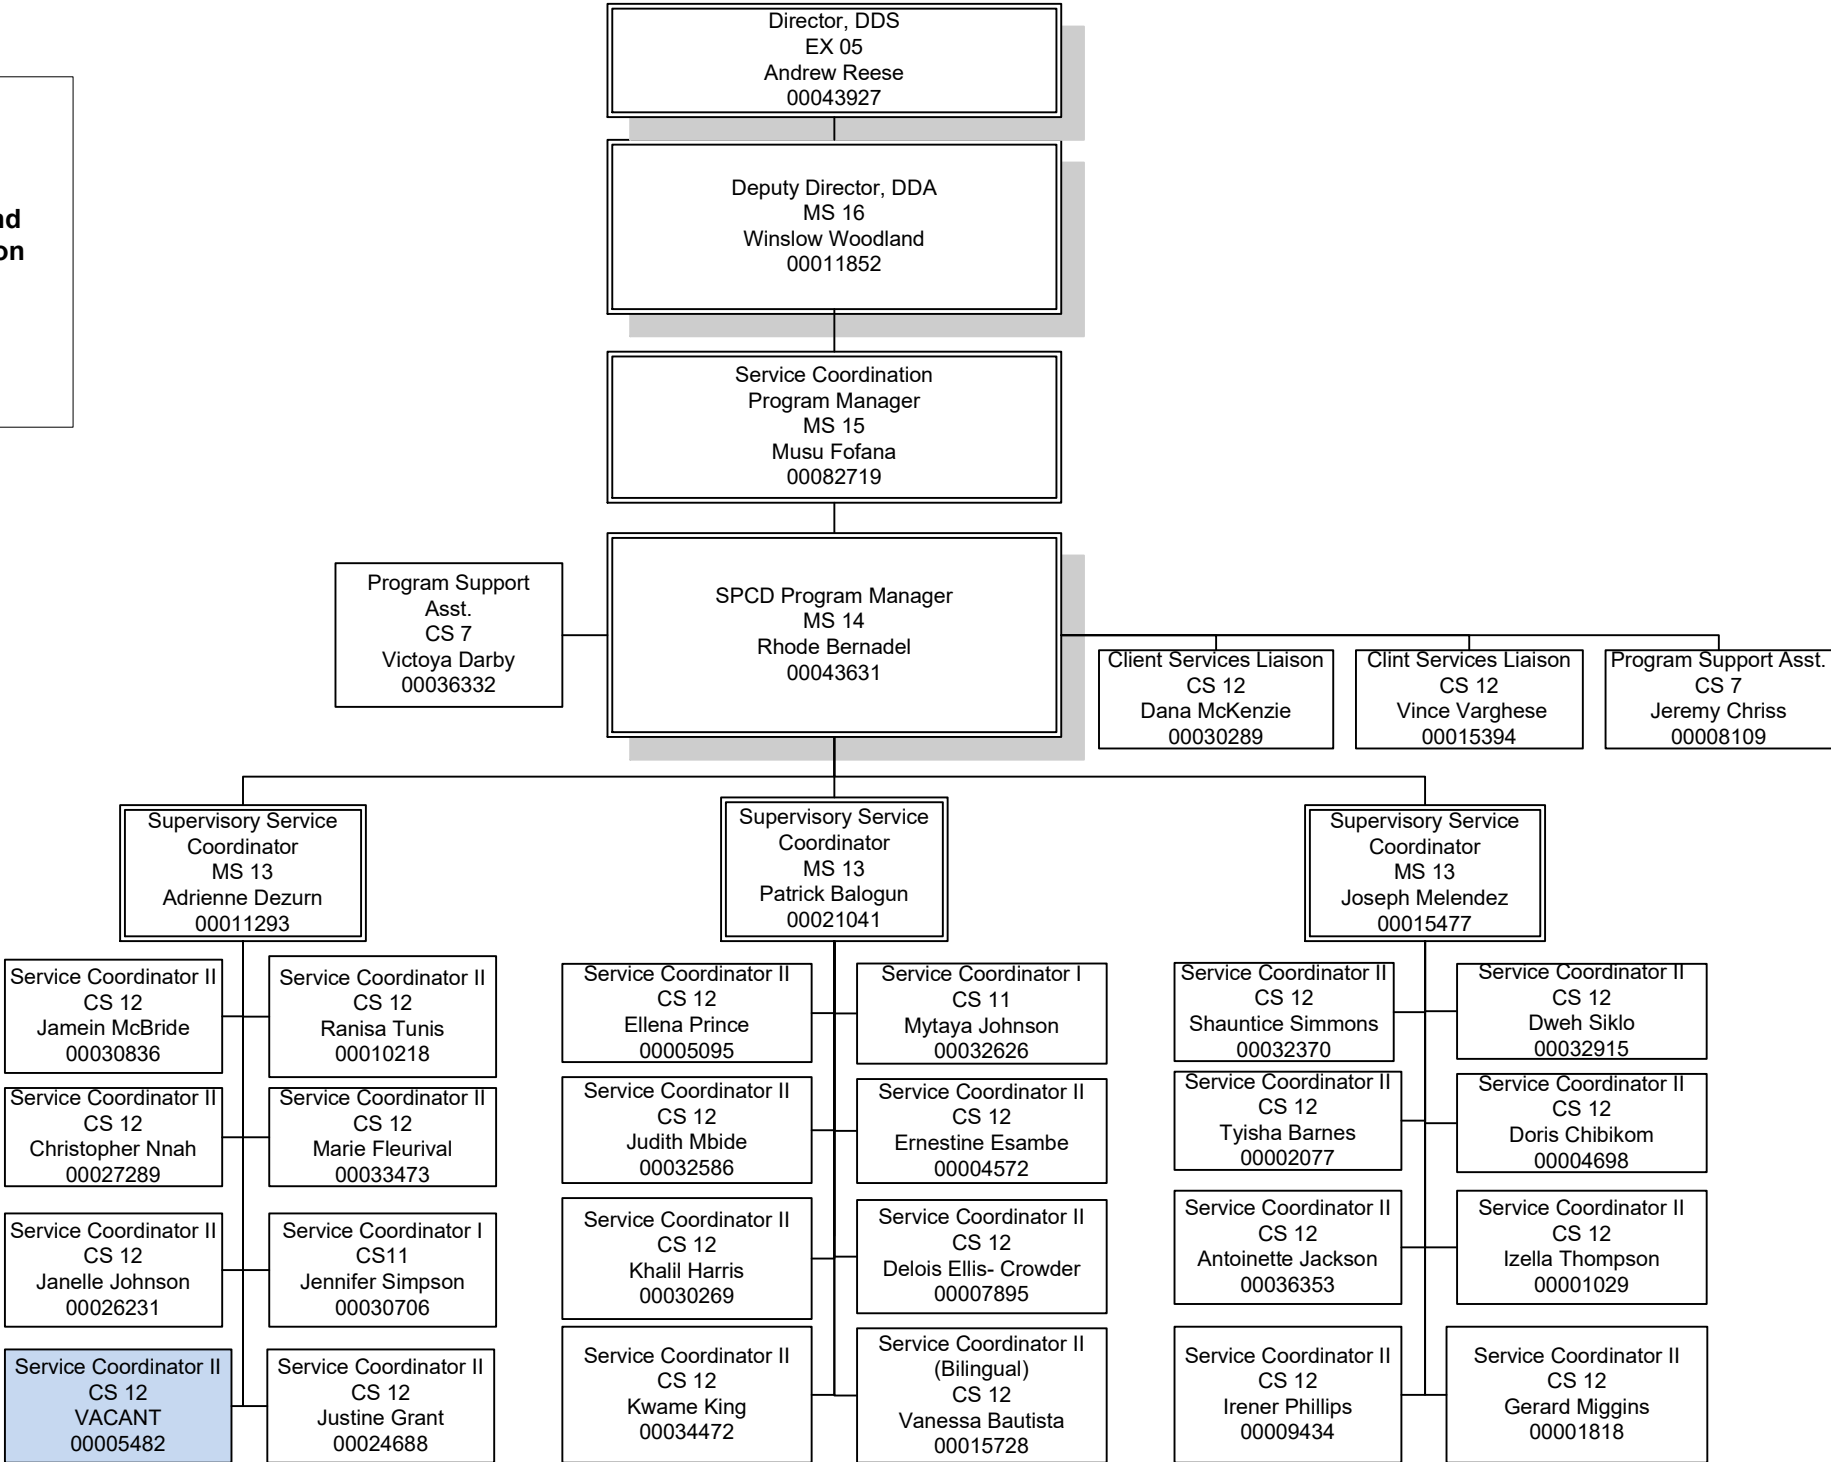 Director, DDS
EX 05
Andrew Reese
00043927
Deputy Director, DDA
MS 16
Winslow Woodland
00011852
Service Coordination
Program Manager
MS 15
Musu Fofana
00082719
Program Support
Asst.
CS 7
Victoya Darby
00036332
SPCD Program Manager
MS 14
Rhode Bernadel
00043631
Client Services Liaison
CS 12
Dana McKenzie
00030289
Clint Services Liaison
CS 12
Vince Varghese
00015394
Program Support Asst.
CS 7
Jeremy Chriss
00008109
Supervisory Service
Coordinator
MS 13
Adrienne Dezurn
00011293
Supervisory Service
Coordinator
MS 13
Patrick Balogun
00021041
Supervisory Service
Coordinator
MS 13
Joseph Melendez
00015477
Service Coordinator II
CS 12
Jamein McBride
00030836
Service Coordinator II
CS 12
Ranisa Tunis
00010218
Service Coordinator II
CS 12
Christopher Nnah
00027289
Service Coordinator II
CS 12
Marie Fleurival
00033473
Service Coordinator II
CS 12
Janelle Johnson
00026231
Service Coordinator I
CS11
Jennifer Simpson
00030706
Service Coordinator II
CS 12
VACANT
00005482
Service Coordinator II
CS 12
Justine Grant
00024688
Service Coordinator II
CS 12
Ellena Prince
00005095
Service Coordinator I
CS 11
Mytaya Johnson
00032626
Service Coordinator II
CS 12
Judith Mbide
00032586
Service Coordinator II
CS 12
Ernestine Esambe
00004572
Service Coordinator II
CS 12
Khalil Harris
00030269
Service Coordinator II
CS 12
Delois Ellis- Crowder
00007895
Service Coordinator II
CS 12
Kwame King
00034472
Service Coordinator II
(Bilingual)
CS 12
Vanessa Bautista
00015728
Service Coordinator II
CS 12
Shauntice Simmons
00032370
Service Coordinator II
CS 12
Dweh Siklo
00032915
Service Coordinator II
CS 12
Tyisha Barnes
00002077
Service Coordinator II
CS 12
Doris Chibikom
00004698
Service Coordinator II
CS 12
Antoinette Jackson
00036353
Service Coordinator II
CS 12
Izella Thompson
00001029
Service Coordinator II
CS 12
Irener Phillips
00009434
Service Coordinator II
CS 12
Gerard Miggins
00001818